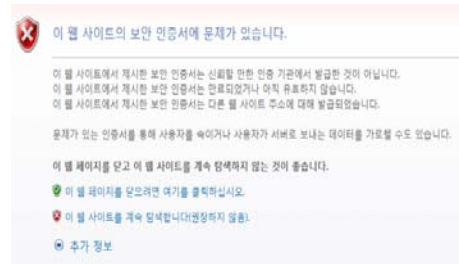 이 웹 사이트의 보안 인증서에 문제가 있습니다.
이 웹 사이트에서 제시한 보안 인증서는 신뢰할 만한 인증 기관에서 발급한 것이 아닙니다.
이 웹 사이트에서 제시한 보안 인증서는 만료되었거나 아직 유효하지 않습니다.
이 웹 사이트에서 제시한 보안 인증서는 다른 웹 사이트 주소에 대해 발급되었습니다.
문제가 있는 인증서를 통해 사용자를 속이거나 사용자가 서버로 보내는 데이터를 가로챌 수도 있습니다.
이 웹 페이지를 닫고 이 웹 사이트를 계속 탐색하지 않는 것이 좋습니다.
이 웹 페이지를 닫으려면 여기를 클릭하십시오.
이 웹 사이트를 계속 탐색합니다(권장하지 않음).
추가 정보